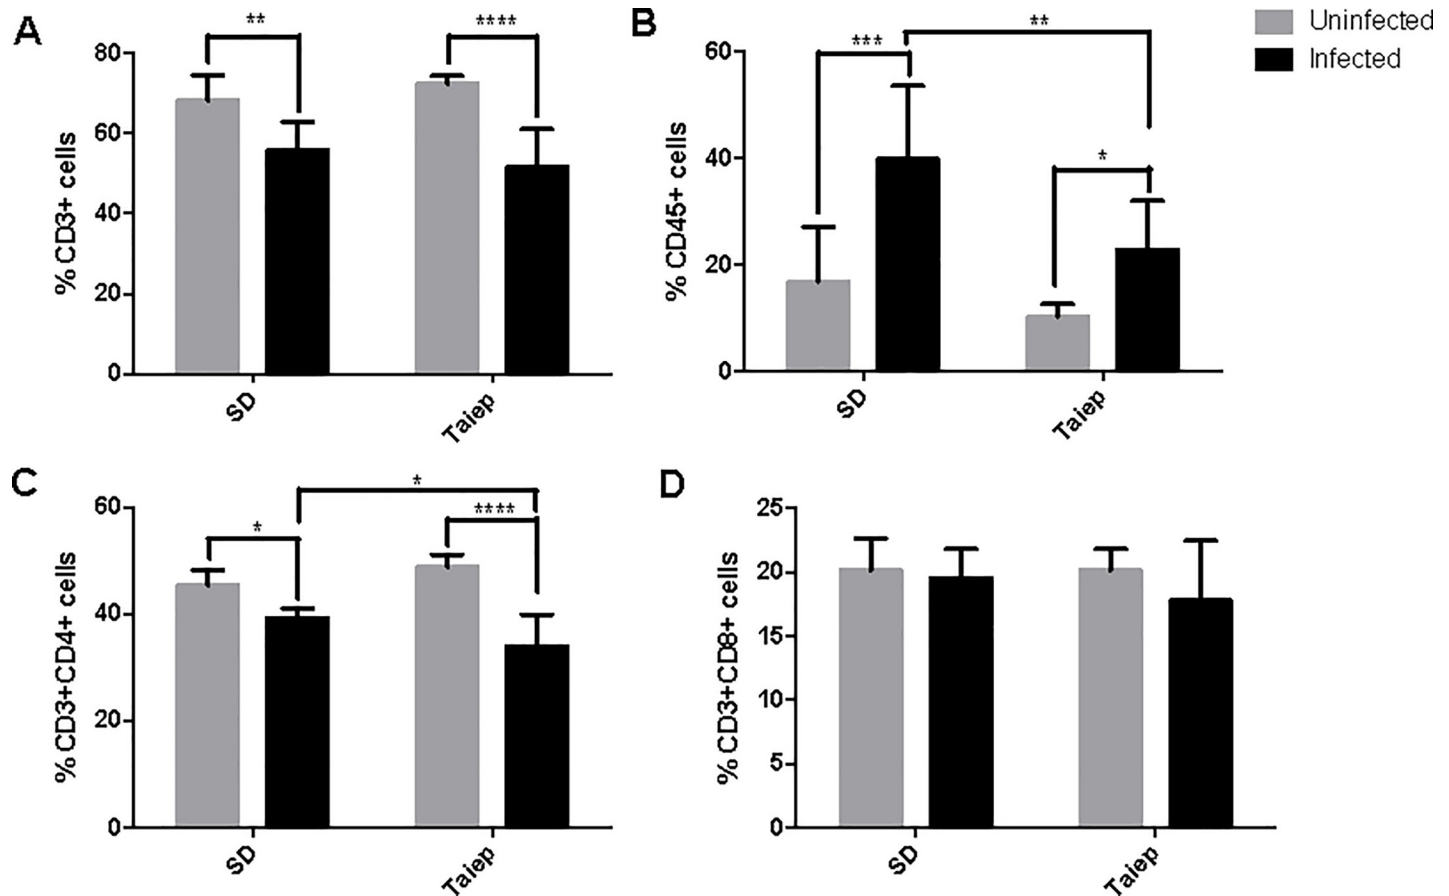 A
**
****
80
60
40
20
0
% CD3+ cells
SD
Taiep
B
***
**
*
60
40
20
0
% CD45+ cells
SD
Taiep
Uninfected
Infected
C
*
*
****
60
40
20
0
% CD3+CD4+ cells
SD
Taiep
D
25
20
15
10
5
0
% CD3+CD8+ cells
SD
Taiep